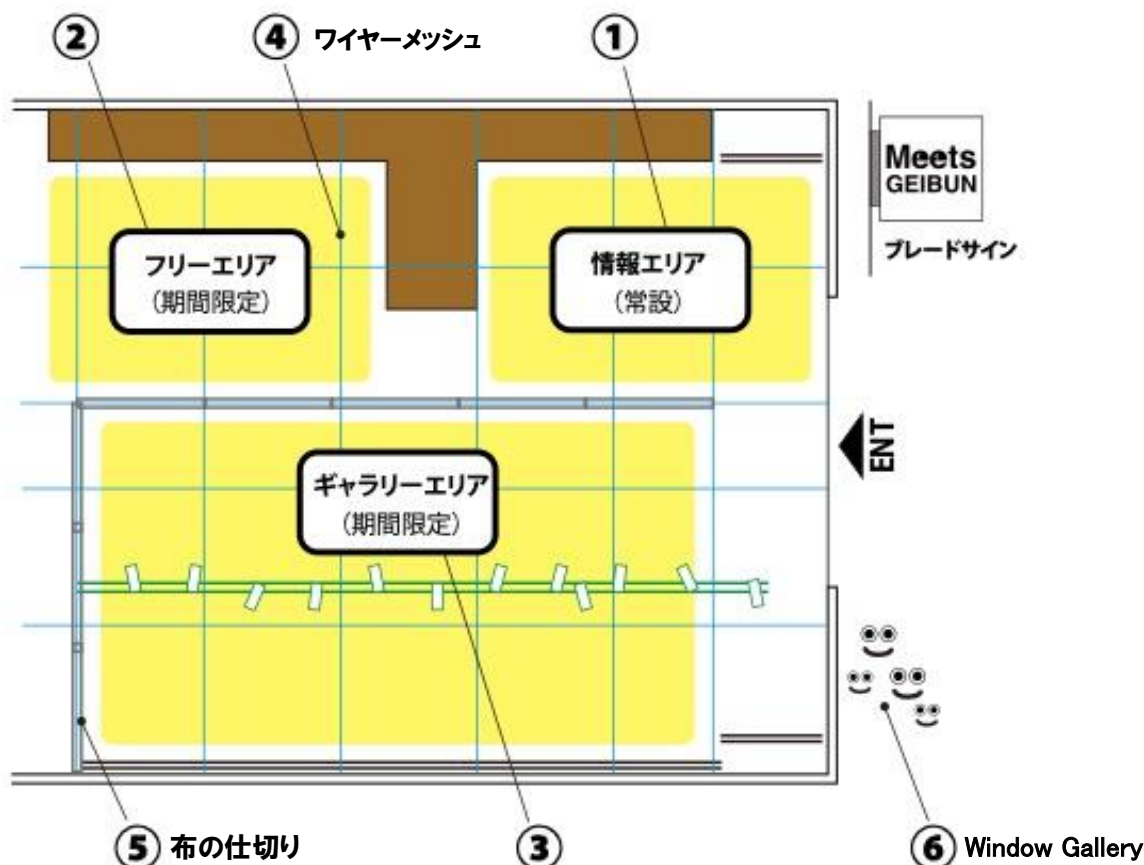 ②
④ ワイヤーメッシュ
①
Meets
GEIBUN
ブレードサイン
フリーエリア
(期間限定)
情報エリア
(常設)
ENT
ギャラリーエリア
(期間限定)
⑤ 布の仕切り
③
⑥ Window Gallery